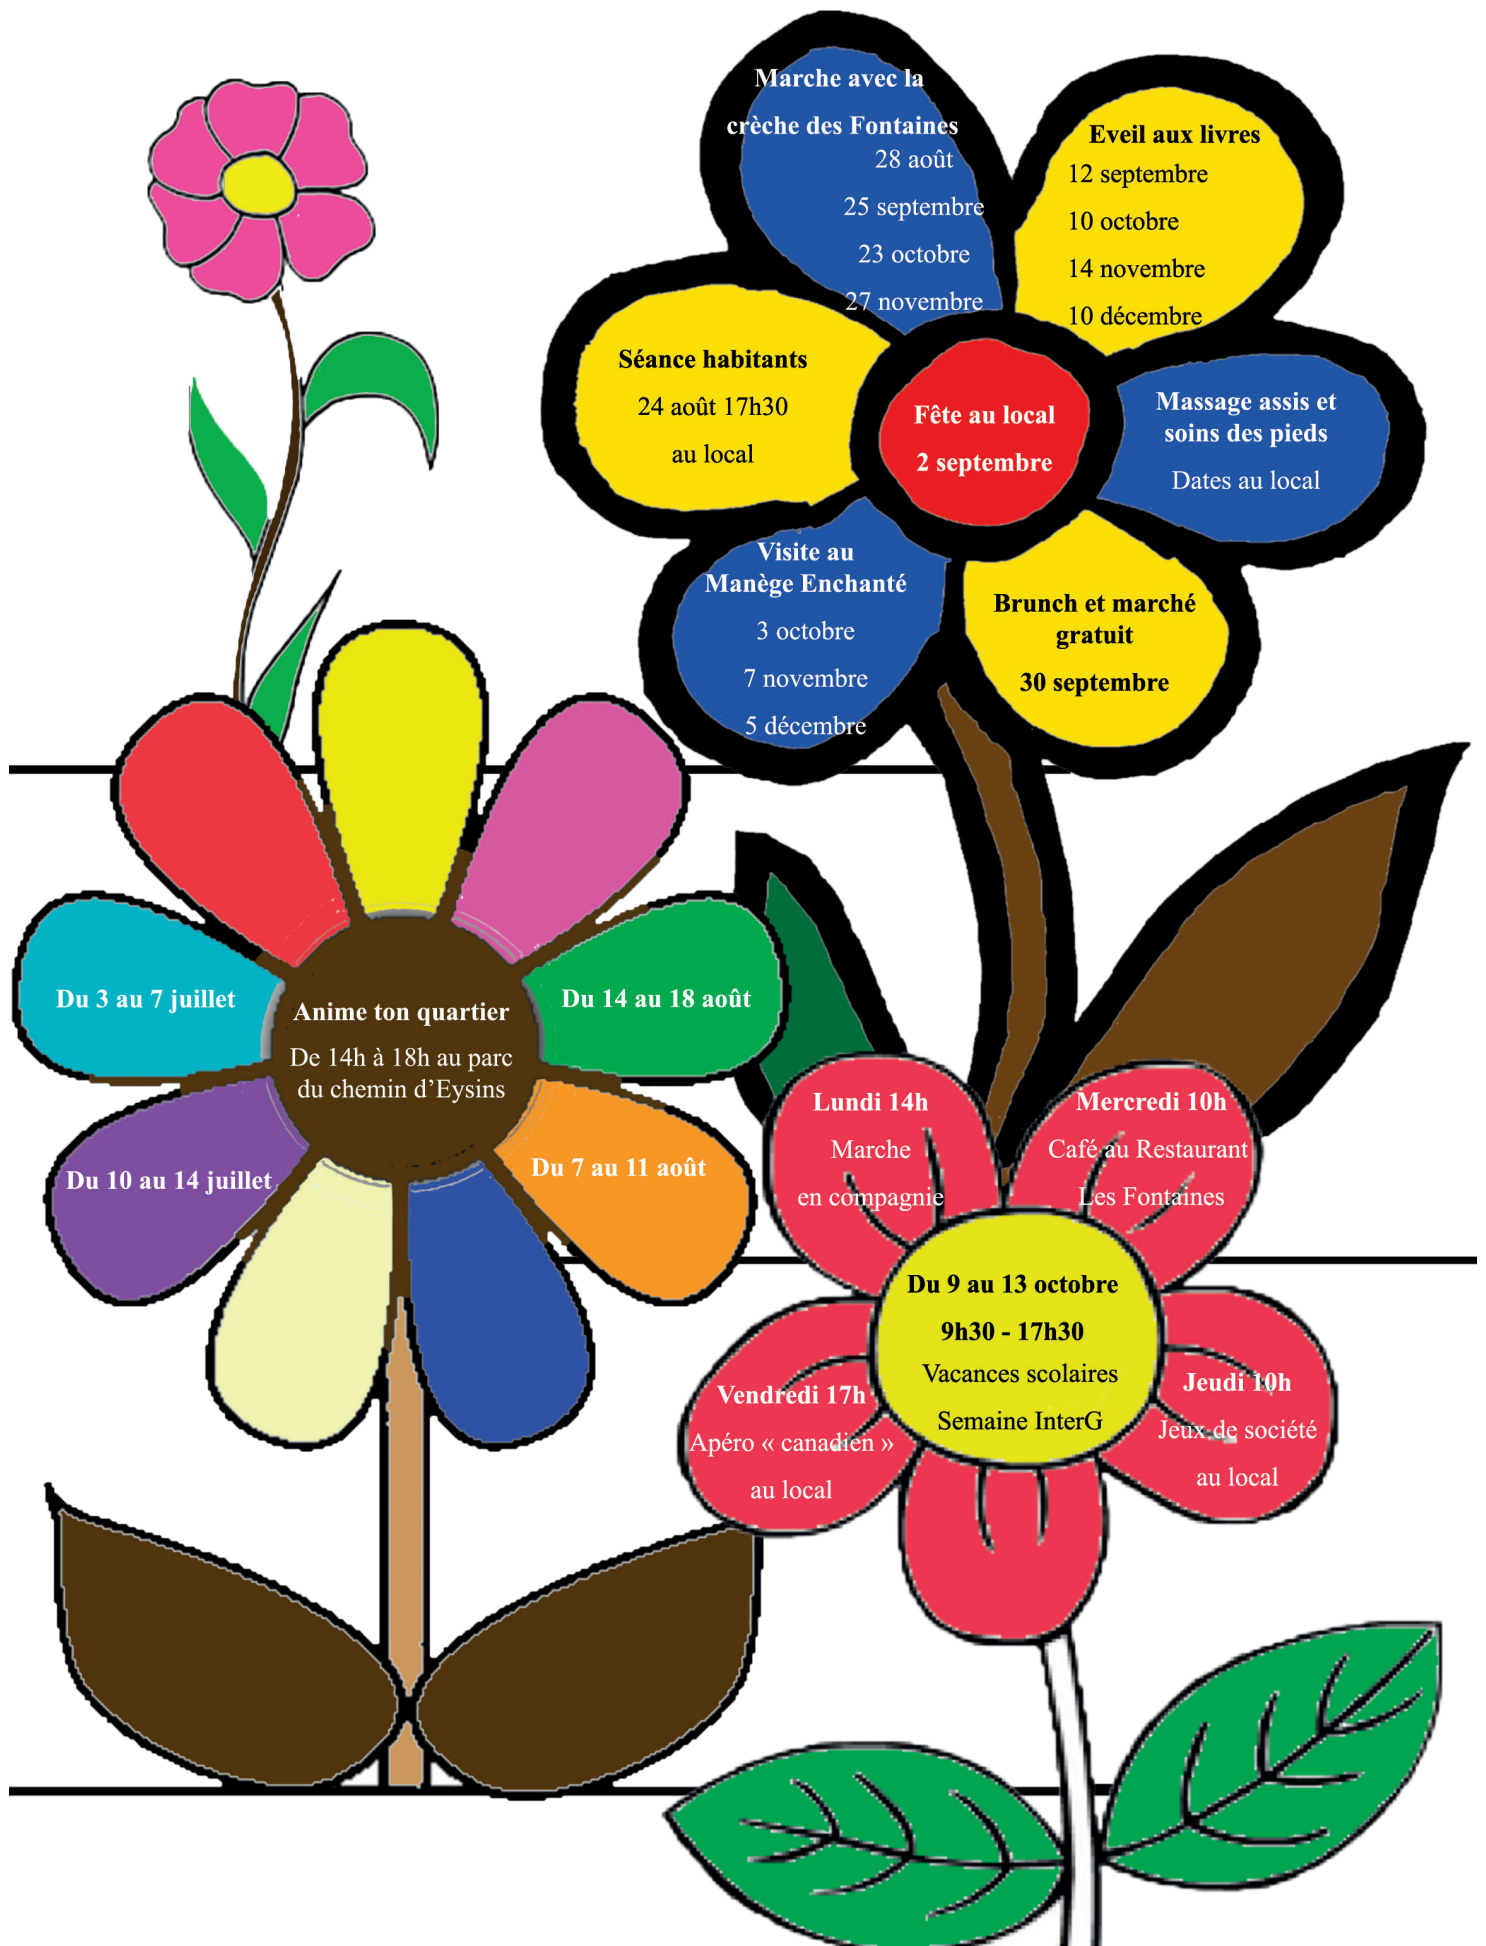 Marche avec la
crèche des Fontaines
28 août
25 septembre
23 octobre
27 novembre
Eveil aux livres
12 septembre
10 octobre
14 novembre
10 décembre
Séance habitants
24 août 17h30
au local
Fête au local
2 septembre
Massage assis et
soins des pieds
Dates au local
Visite au
Manège Enchanté
3 octobre
7 novembre
5 décembre
Brunch et marché
gratuit
30 septembre
Du 3 au 7 juillet
Anime ton quartier
De 14h à 18h au parc
du chemin d’Eysins
Du 14 au 18 août
Du 10 au 14 juillet
Du 7 au 11 août
Lundi 14h
Marche
en compagnie
Mercredi 10h
Café au Restaurant
Les Fontaines
Du 9 au 13 octobre
9h30 - 17h30
Vacances scolaires
Semaine InterG
Vendredi 17h
Apéro « canadien »
au local
Jeudi 10h
Jeux de société
au local